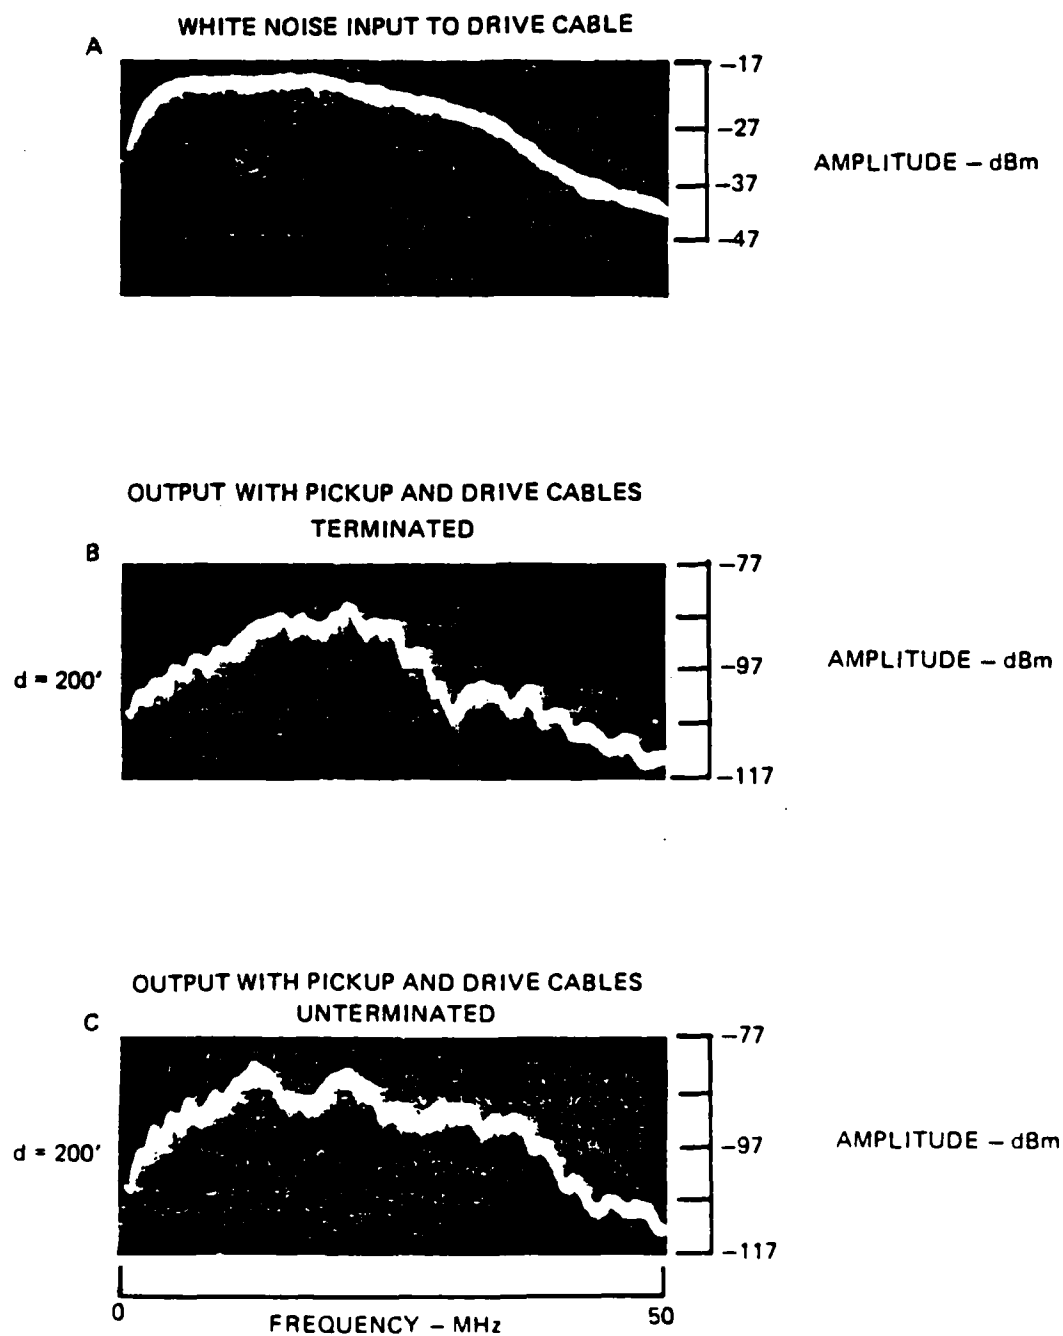 WHITE NOISE INPUT TO DRIVE CABLE
A
-17
-27
-37
-47
AMPLITUDE - dBm
OUTPUT WITH PICKUP AND DRIVE CABLES
TERMINATED
B
d = 200'
-77
-97
-117
AMPLITUDE - dBm
OUTPUT WITH PICKUP AND DRIVE CABLES
UNTERMINATED
C
d = 200'
-77
-97
-117
AMPLITUDE - dBm
0
50
FREQUENCY - MHz